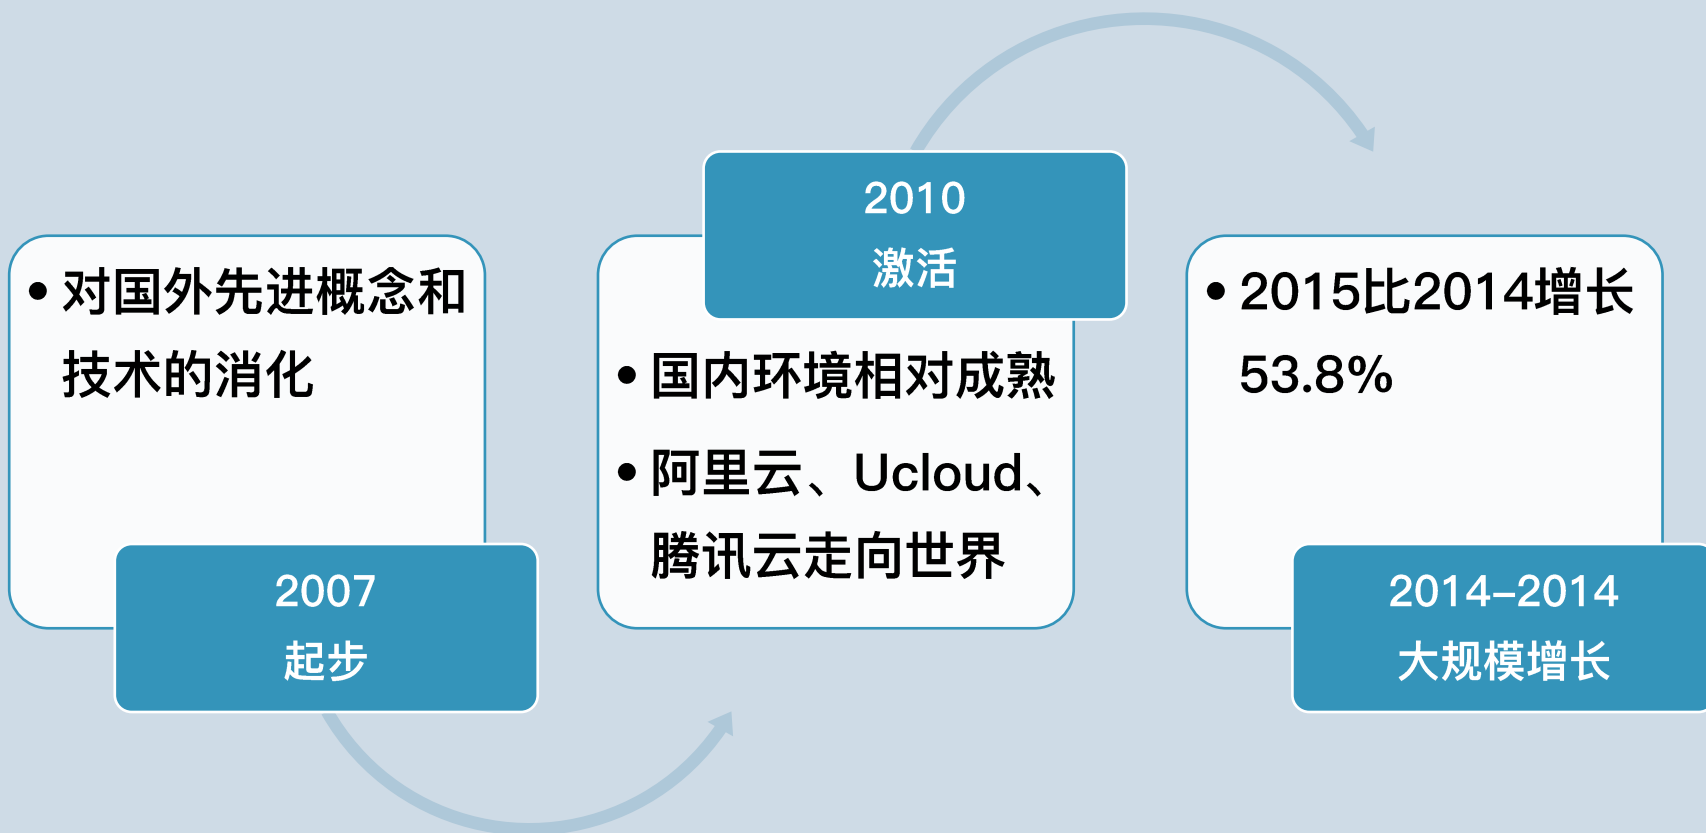 • 对国外先进概念和
技术的消化
2007
起步
2010
激活
• 国内环境相对成熟
• 阿里云、Ucloud、
腾讯云走向世界
• 2015比2014增长
53.8%
2014-2014
大规模增长